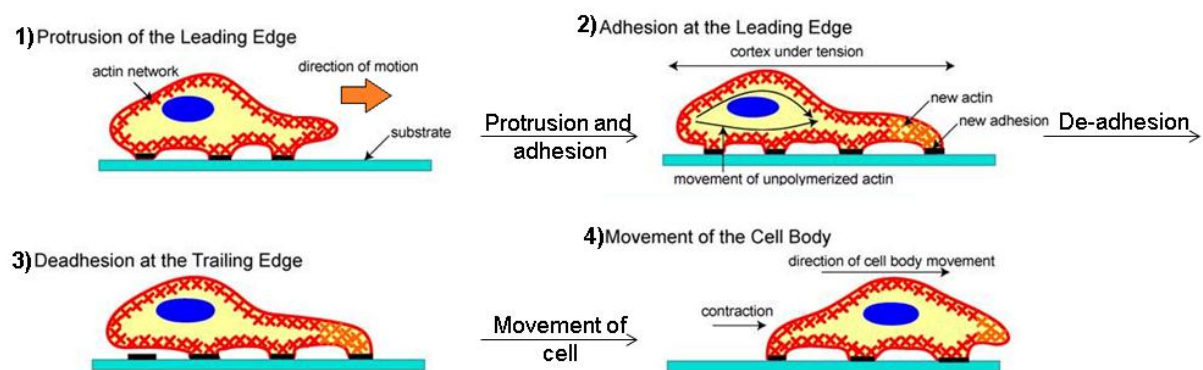 1) Protrusion of the Leading Edge
actin network
direction of motion
substrate
Protrusion and
adhesion
2) Adhesion at the Leading Edge
cortex under tension
new actin
new adhesion
movement of unpolymerized actin
De-adhesion
3) Deadhesion at the Trailing Edge
Movement of
cell
4) Movement of the Cell Body
direction of cell body movement
contraction